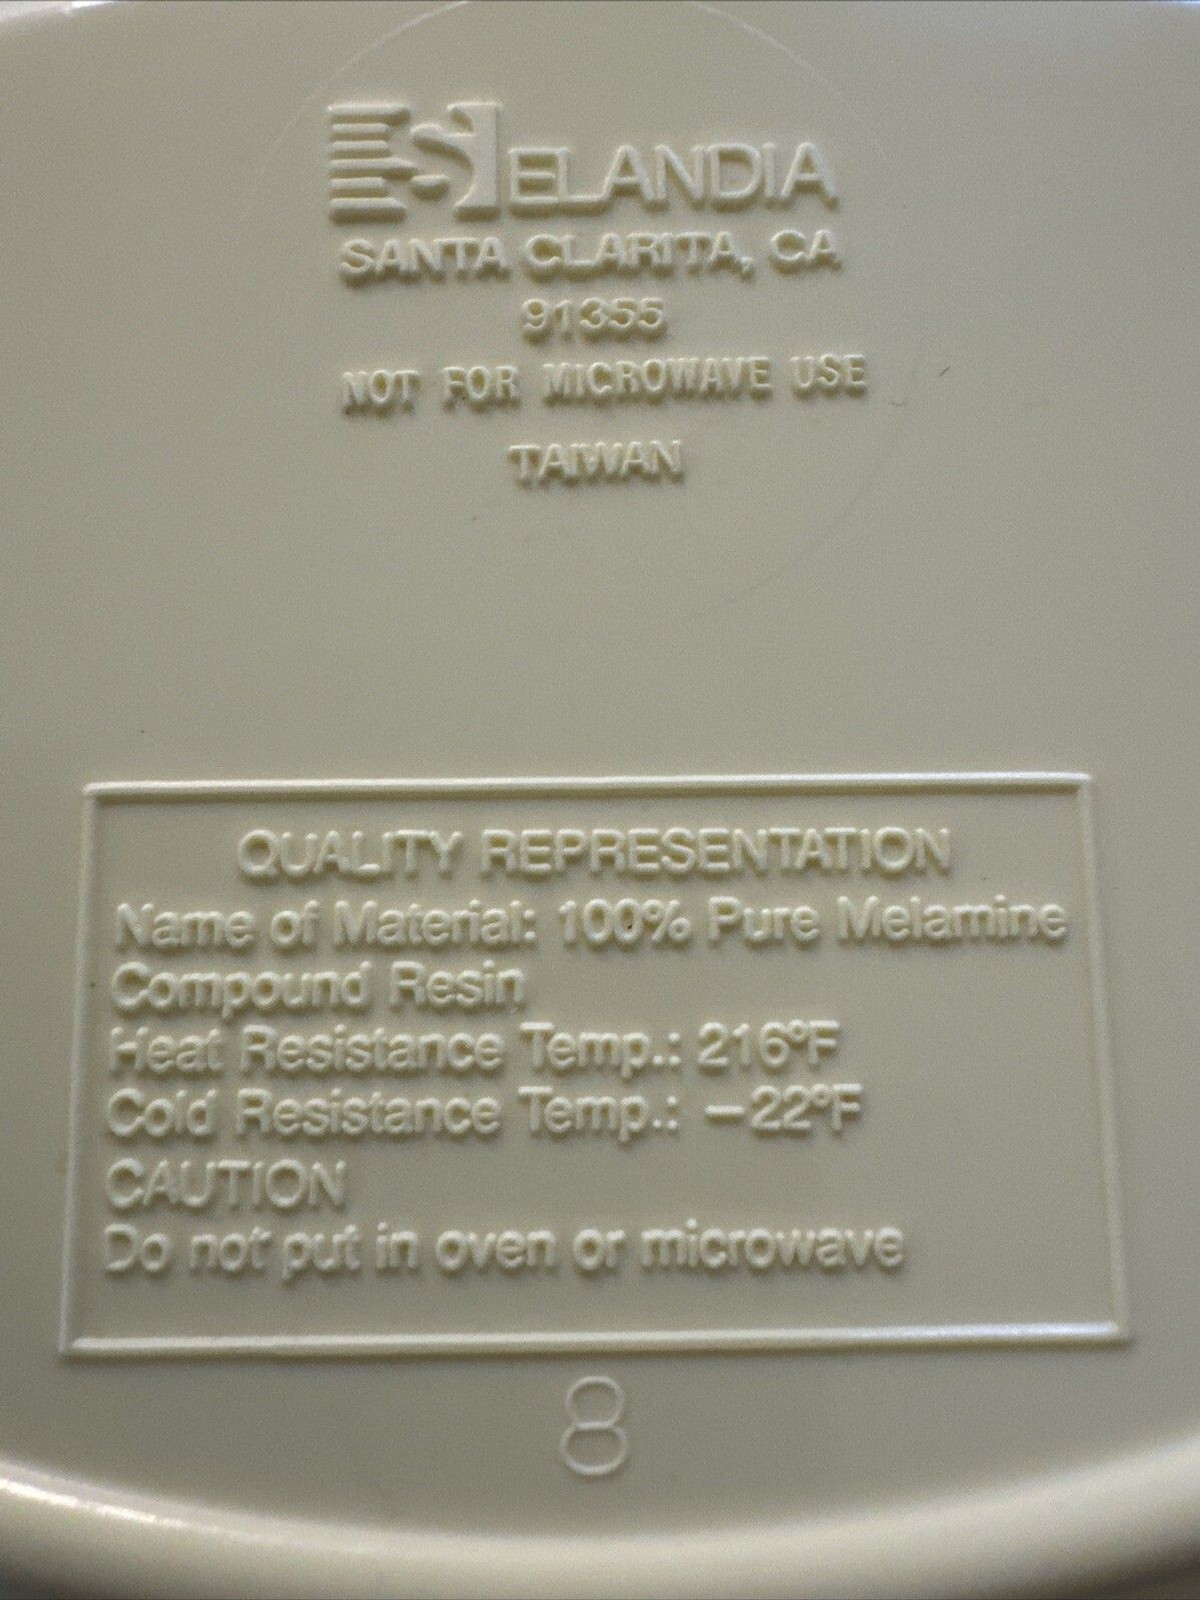 SELANDIA
SANTA CLARITA, CA
91355
NOT FOR MICROWAVE USE
TAIWAN
QUALITY REPRESENTATION
Name of Material: 100% Pure Melamine
Compound Resin
Heat Resistance Temp.: 216°F
Cold Resistance Temp.: –22°F
CAUTION
Do not put in oven or microwave
8